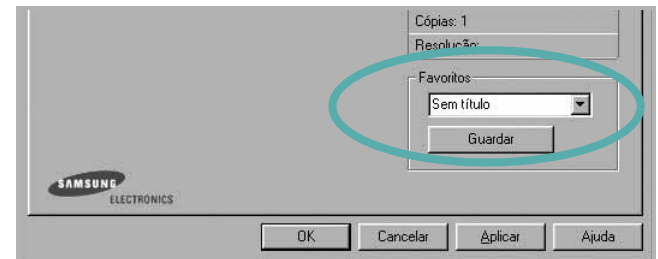 Cópias: 1
Resolução:
Favoritos
Sem título
Guardar
SAMSUNG
ELECTRONICS
OK Cancelar Aplicar Ajuda